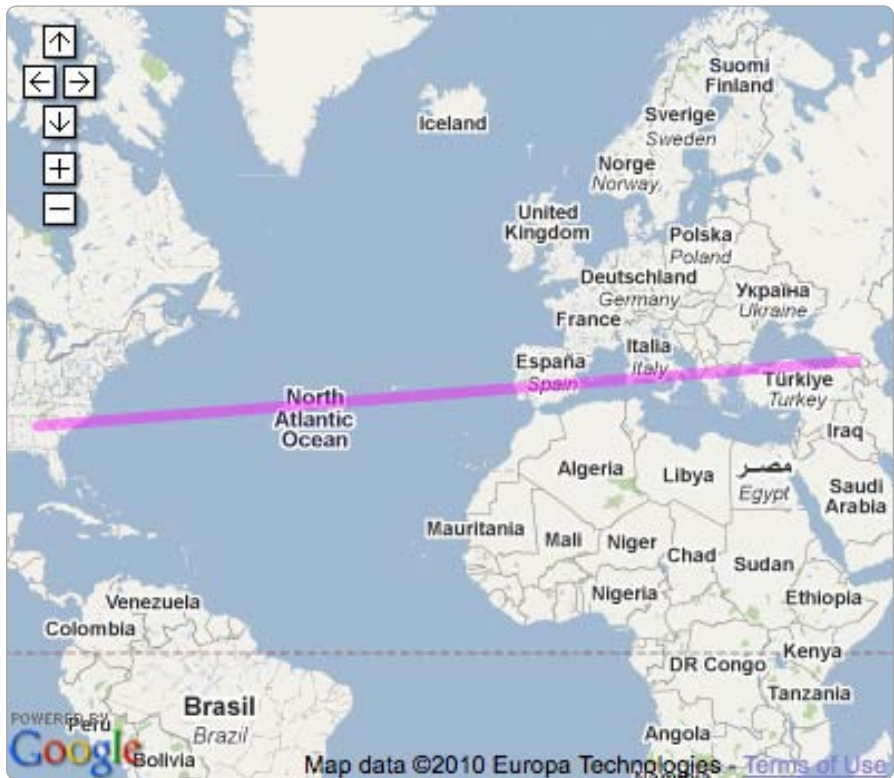 Suomi
Finland
Iceland
Sverige
Sweden
Norge
Norway
United
Kingdom
Polska
Poland
Deutschland
Germany
Україна
Ukraine
France
Italia
Italy
España
Spain
Türkiye
Turkey
North
Atlantic
Ocean
Iraq
Algeria
Libya
مصر
Egypt
Saudi
Arabia
Mauritania
Mali
Niger
Chad
Sudan
Nigeria
Ethiopia
Venezuela
Colombia
Kenya
DR Congo
Tanzania
Brasil
Brazil
POWERED BY
Perú
Google
Bolivia
Angola
Map data ©2010 Europa Technologies - Terms of Use